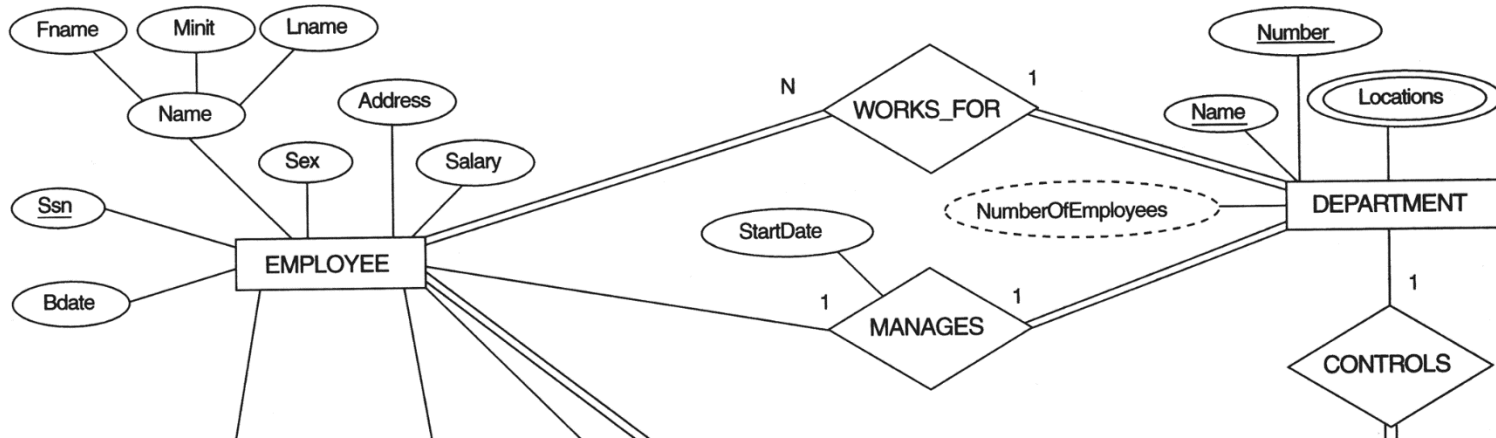 Fname
Minit
Lname
Number
Name
Address
N
1
WORKS_FOR
Name
Locations
Sex
Salary
Ssn
NumberOfEmployees
DEPARTMENT
StartDate
EMPLOYEE
Bdate
1
MANAGES
1
1
CONTROLS